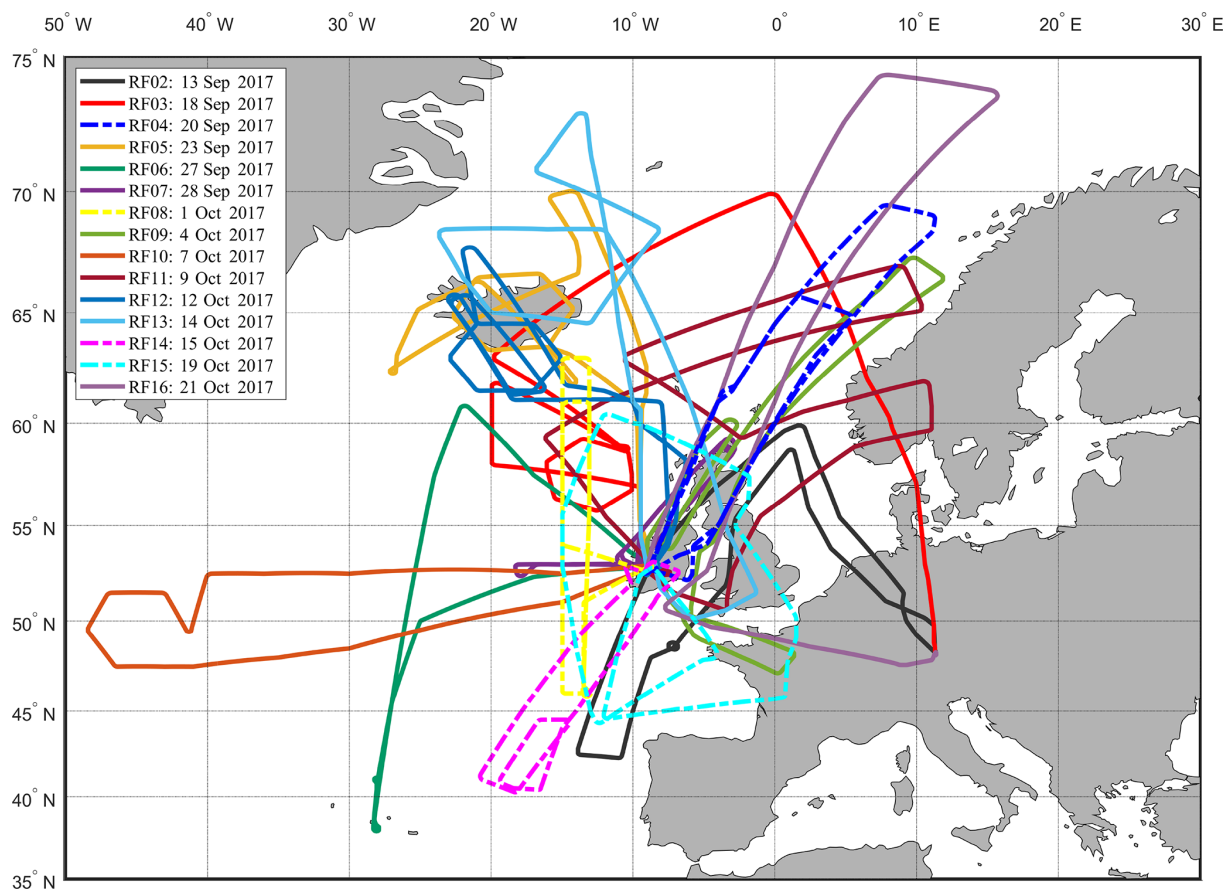 50° W 40° W 30° W 20° W 10° W 0° 10° E 20° E 30° E
75° N
70° N
65° N
60° N
55° N
50° N
45° N
40° N
35° N
RF02: 13 Sep 2017
RF03: 18 Sep 2017
RF04: 20 Sep 2017
RF05: 23 Sep 2017
RF06: 27 Sep 2017
RF07: 28 Sep 2017
RF08: 1 Oct 2017
RF09: 4 Oct 2017
RF10: 7 Oct 2017
RF11: 9 Oct 2017
RF12: 12 Oct 2017
RF13: 14 Oct 2017
RF14: 15 Oct 2017
RF15: 19 Oct 2017
RF16: 21 Oct 2017